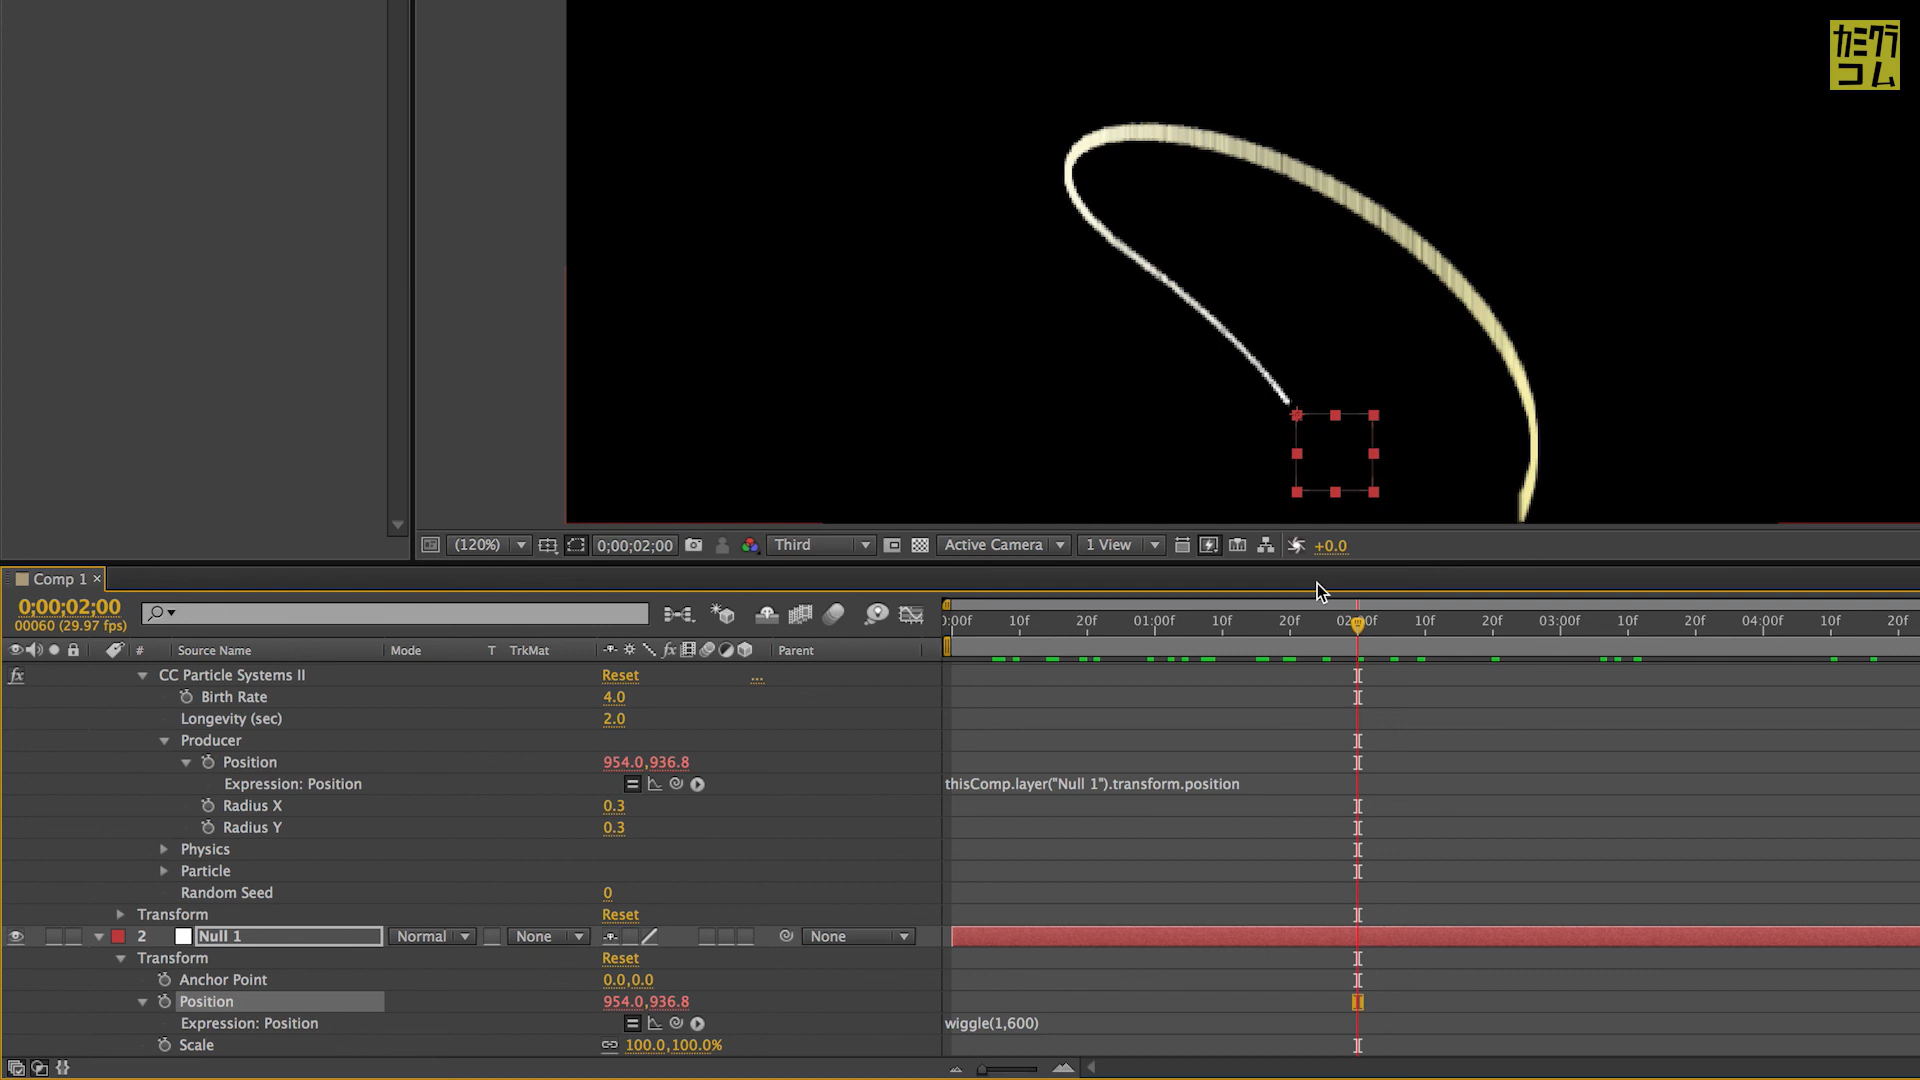 カミクラ
コム
(120%)
0;00;02;00
Third
Active Camera
1 View
+0.0
Comp 1 ×
0;00;02;00
00060 (29.97 fps)
0:00f 10f 20f 01:00f 10f 20f 02:00f 10f 20f 03:00f 10f 20f 04:00f 10f 20f
# Source Name Mode T TrkMat fx Parent
fx CC Particle Systems II Reset ...
Birth Rate 4.0
Longevity (sec) 2.0
Producer
Position 954.0,936.8
Expression: Position = thisComp.layer("Null 1").transform.position
Radius X 0.3
Radius Y 0.3
Physics
Particle
Random Seed 0
Transform Reset
2 Null 1 Normal None None
Transform Reset
Anchor Point 0.0,0.0
Position 954.0,936.8
Expression: Position = wiggle(1,600)
Scale 100.0,100.0%